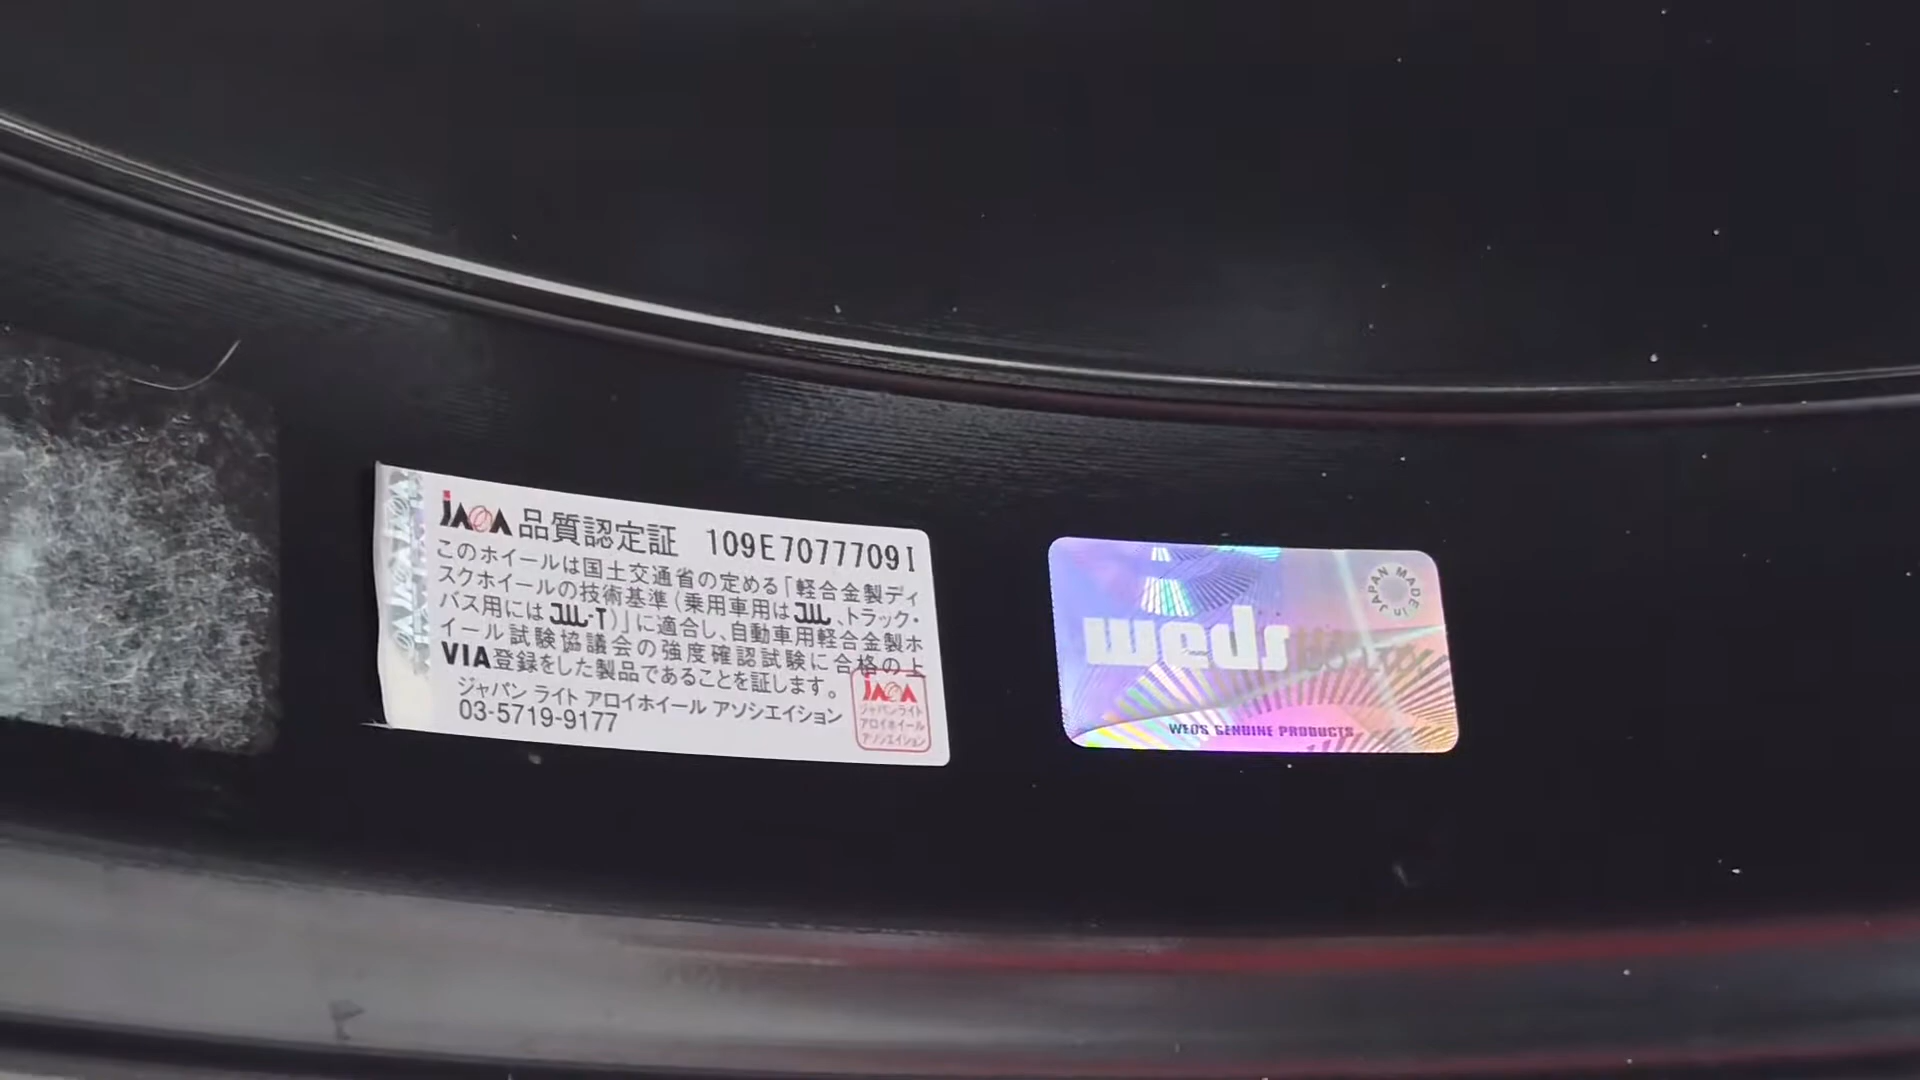 JAWA 品質認定証 109E7077709I
このホイールは国土交通省の定める「軽合金製ディ
スクホイールの技術基準(乗用車用はJWL、トラック・
バス用にはJWL-T)」に適合し、自動車用軽合金製ホ
イール試験協議会の強度確認試験に合格の上
VIA登録をした製品であることを証します。
ジャパン ライト アロイホイール アソシエイション
03-5719-9177
JAWA
ジャパンライト
アロイホイール
アソシエイション
MADE in JAPAN
weds
WEDS GENUINE PRODUCTS